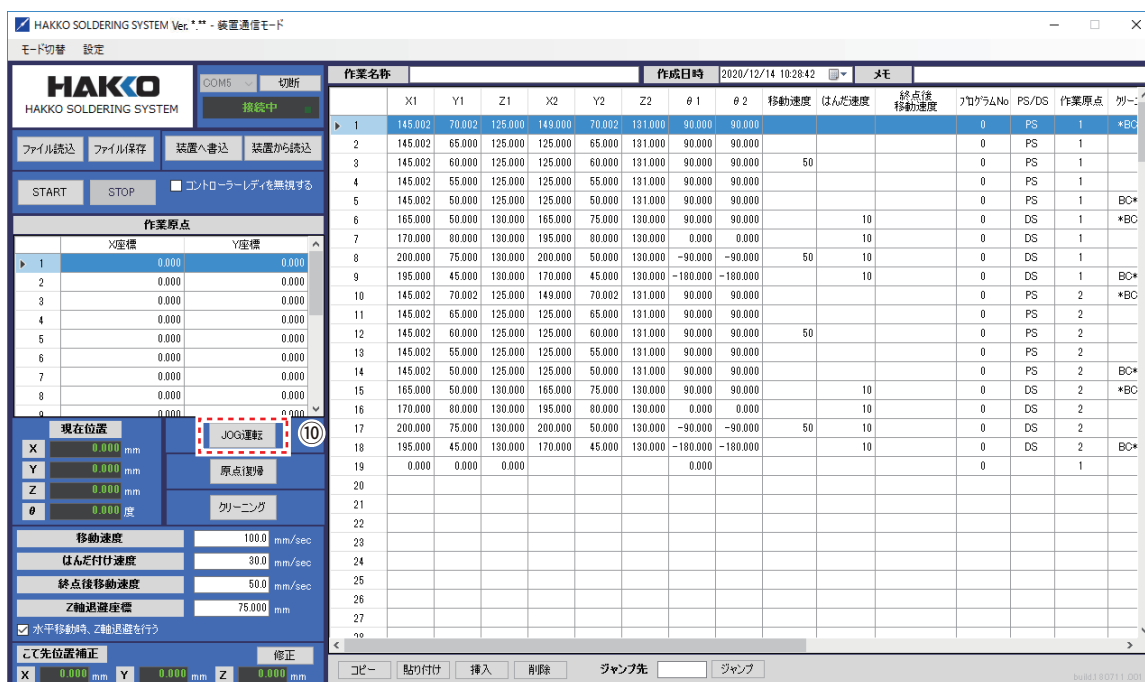 HAKKO SOLDERING SYSTEM Ver. *.** - 装置通信モード
モード切替 設定
HAKKO
HAKKO SOLDERING SYSTEM
COM5 切断
接続中
ファイル読込 ファイル保存 装置へ書込 装置から読込
START STOP コントローラーレディを無視する
作業原点
X座標 Y座標
1 0.000 0.000
2 0.000 0.000
3 0.000 0.000
4 0.000 0.000
5 0.000 0.000
6 0.000 0.000
7 0.000 0.000
8 0.000 0.000
9 0.000 0.000
現在位置
X 0.000 mm
Y 0.000 mm
Z 0.000 mm
θ 0.000 度
JOG運転 ⑩
原点復帰
クリーニング
移動速度 100.0 mm/sec
はんだ付け速度 30.0 mm/sec
終点後移動速度 50.0 mm/sec
Z軸退避座標 75.000 mm
水平移動時、Z軸退避を行う
こて先位置補正 修正
X 0.000 mm Y 0.000 mm Z 0.000 mm
作業名称 作成日時 2020/12/14 10:28:42 メモ
X1 Y1 Z1 X2 Y2 Z2 θ1 θ2 移動速度 はんだ速度 終点後移動速度 プログラムNo PS/DS 作業原点 クリーニ
1 145.002 70.002 125.000 149.000 70.002 131.000 90.000 90.000 0 PS 1 *BC
2 145.002 65.000 125.000 125.000 65.000 131.000 90.000 90.000 0 PS 1
3 145.002 60.000 125.000 125.000 60.000 131.000 90.000 90.000 50 0 PS 1
4 145.002 55.000 125.000 125.000 55.000 131.000 90.000 90.000 0 PS 1
5 145.002 50.000 125.000 125.000 50.000 131.000 90.000 90.000 0 PS 1 BC*
6 165.000 50.000 130.000 165.000 75.000 130.000 90.000 90.000 10 0 DS 1 *BC
7 170.000 80.000 130.000 195.000 80.000 130.000 0.000 0.000 10 0 DS 1
8 200.000 75.000 130.000 200.000 50.000 130.000 -90.000 -90.000 50 10 0 DS 1
9 195.000 45.000 130.000 170.000 45.000 130.000 -180.000 -180.000 10 0 DS 1 BC*
10 145.002 70.002 125.000 149.000 70.002 131.000 90.000 90.000 0 PS 2 *BC
11 145.002 65.000 125.000 125.000 65.000 131.000 90.000 90.000 0 PS 2
12 145.002 60.000 125.000 125.000 60.000 131.000 90.000 90.000 50 0 PS 2
13 145.002 55.000 125.000 125.000 55.000 131.000 90.000 90.000 0 PS 2
14 145.002 50.000 125.000 125.000 50.000 131.000 90.000 90.000 0 PS 2 BC*
15 165.000 50.000 130.000 165.000 75.000 130.000 90.000 90.000 10 0 DS 2 *BC
16 170.000 80.000 130.000 195.000 80.000 130.000 0.000 0.000 10 0 DS 2
17 200.000 75.000 130.000 200.000 50.000 130.000 -90.000 -90.000 50 10 0 DS 2
18 195.000 45.000 130.000 170.000 45.000 130.000 -180.000 -180.000 10 0 DS 2 BC*
19 0.000 0.000 0.000 0.000 0 1
20
21
22
23
24
25
26
27
28
コピー 貼り付け 挿入 削除 ジャンプ先 ジャンプ
build3.80711.001